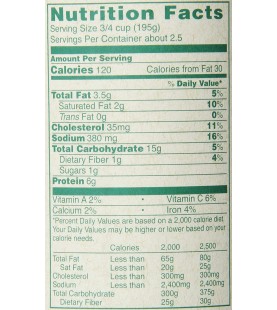 Nutrition Facts
Serving Size 3/4 cup (195g)
Servings Per Container about 2.5
Amount Per Serving
Calories 120 Calories from Fat 30
% Daily Value*
Total Fat 3.5g 5%
Saturated Fat 2g 10%
Trans Fat 0g 0%
Cholesterol 35mg 11%
Sodium 380 mg 16%
Total Carbohydrate 15g 5%
Dietary Fiber 1g 4%
Sugars 1g
Protein 6g
Vitamin A 2% • Vitamin C 6%
Calcium 2% • Iron 4%
*Percent Daily Values are based on a 2,000 calorie diet.
Your Daily Values may be higher or lower based on your
calorie needs.
Calories 2,000 2,500
Total Fat Less than 65g 80g
Sat Fat Less than 20g 25g
Cholesterol Less than 300mg 300mg
Sodium Less than 2,400mg 2,400mg
Total Carbohydrate 300g 375g
Dietary Fiber 25g 30g